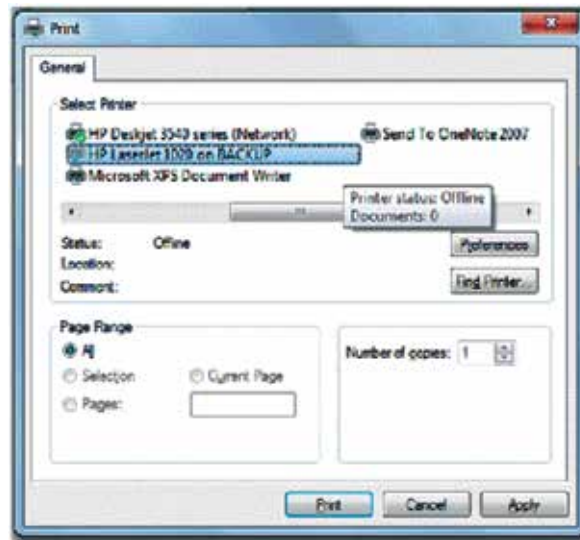 Print
General
Select Printer
HP Deskjet 3540 series (Network)
Send To OneNote 2007
HP LaserJet 1020 on BACKUP
Microsoft XPS Document Writer
Printer status: Offline
Documents: 0
Status: Offline
Preferences
Location:
Comment:
Find Printer...
Page Range
All
Number of copies: 1
Selection
Current Page
Pages:
Print
Cancel
Apply